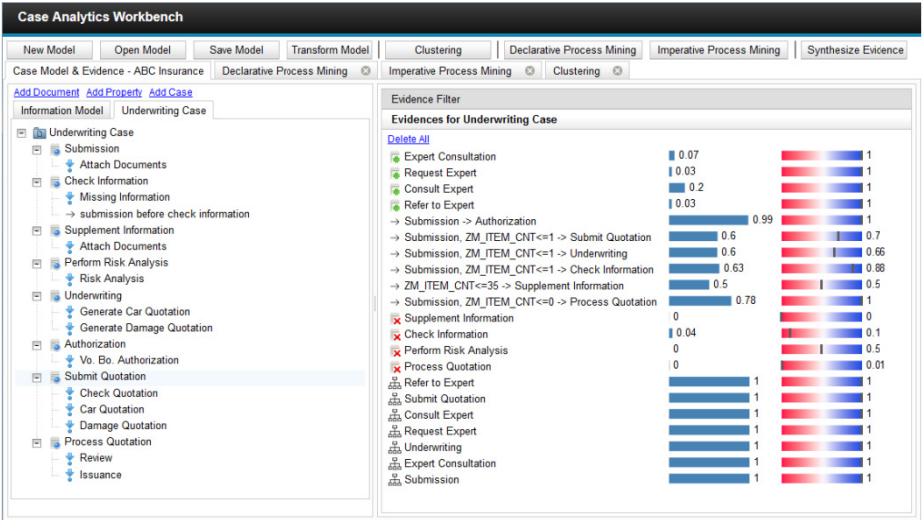 Case Analytics Workbench
New Model Open Model Save Model Transform Model Clustering Declarative Process Mining Imperative Process Mining Synthesize Evicence
Case Model & Evidence - ABC Insurance Declarative Process Mining Imperative Process Mining Clustering
Add Document Add Property Add Case
Information Model Underwriting Case
Underwriting Case
Submission
Attach Documents
Check Information
Missing Information
→ submission before check information
Supplement Information
Attach Documents
Perform Risk Analysis
Risk Analysis
Underwriting
Generate Car Quotation
Generate Damage Quotation
Authorization
Vo. Bo. Authorization
Submit Quotation
Check Quotation
Car Quotation
Damage Quotation
Process Quotation
Review
Issuance
Evidence Filter
Evidences for Underwriting Case
Delete All
Expert Consultation 0.07 1
Request Expert 0.03 1
Consult Expert 0.2 1
Refer to Expert 0.03 1
→ Submission -> Authorization 0.99 1
→ Submission, ZM_ITEM_CNT<=1 -> Submit Quotation 0.6 0.7
→ Submission, ZM_ITEM_CNT<=1 -> Underwriting 0.6 0.66
→ Submission, ZM_ITEM_CNT<=1 -> Check Information 0.63 0.88
→ ZM_ITEM_CNT<=35 -> Supplement Information 0.5 0.5
→ Submission, ZM_ITEM_CNT<=0 -> Process Quotation 0.78 1
Supplement Information 0 0
Check Information 0.04 0.1
Perform Risk Analysis 0 0.5
Process Quotation 0 0.01
Refer to Expert 1 1
Submit Quotation 1 1
Consult Expert 1 1
Request Expert 1 1
Underwriting 1 1
Expert Consultation 1 1
Submission 1 1